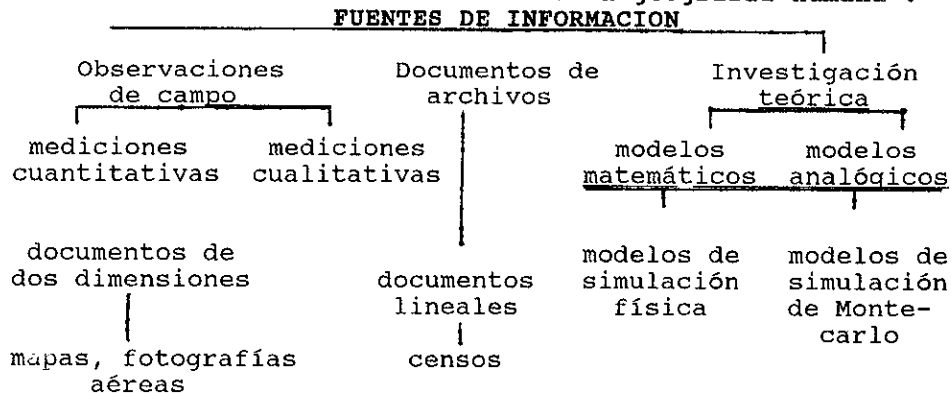 FUENTES DE INFORMACION
Observaciones
de campo
Documentos de
archivos
Investigación
teórica
mediciones
cuantitativas
mediciones
cualitativas
modelos
matemáticos
modelos
analógicos
documentos de
dos dimensiones
documentos
lineales
modelos de
simulación
física
modelos de
simulación
de Monte-
carlo
mapas, fotografías
aéreas
censos